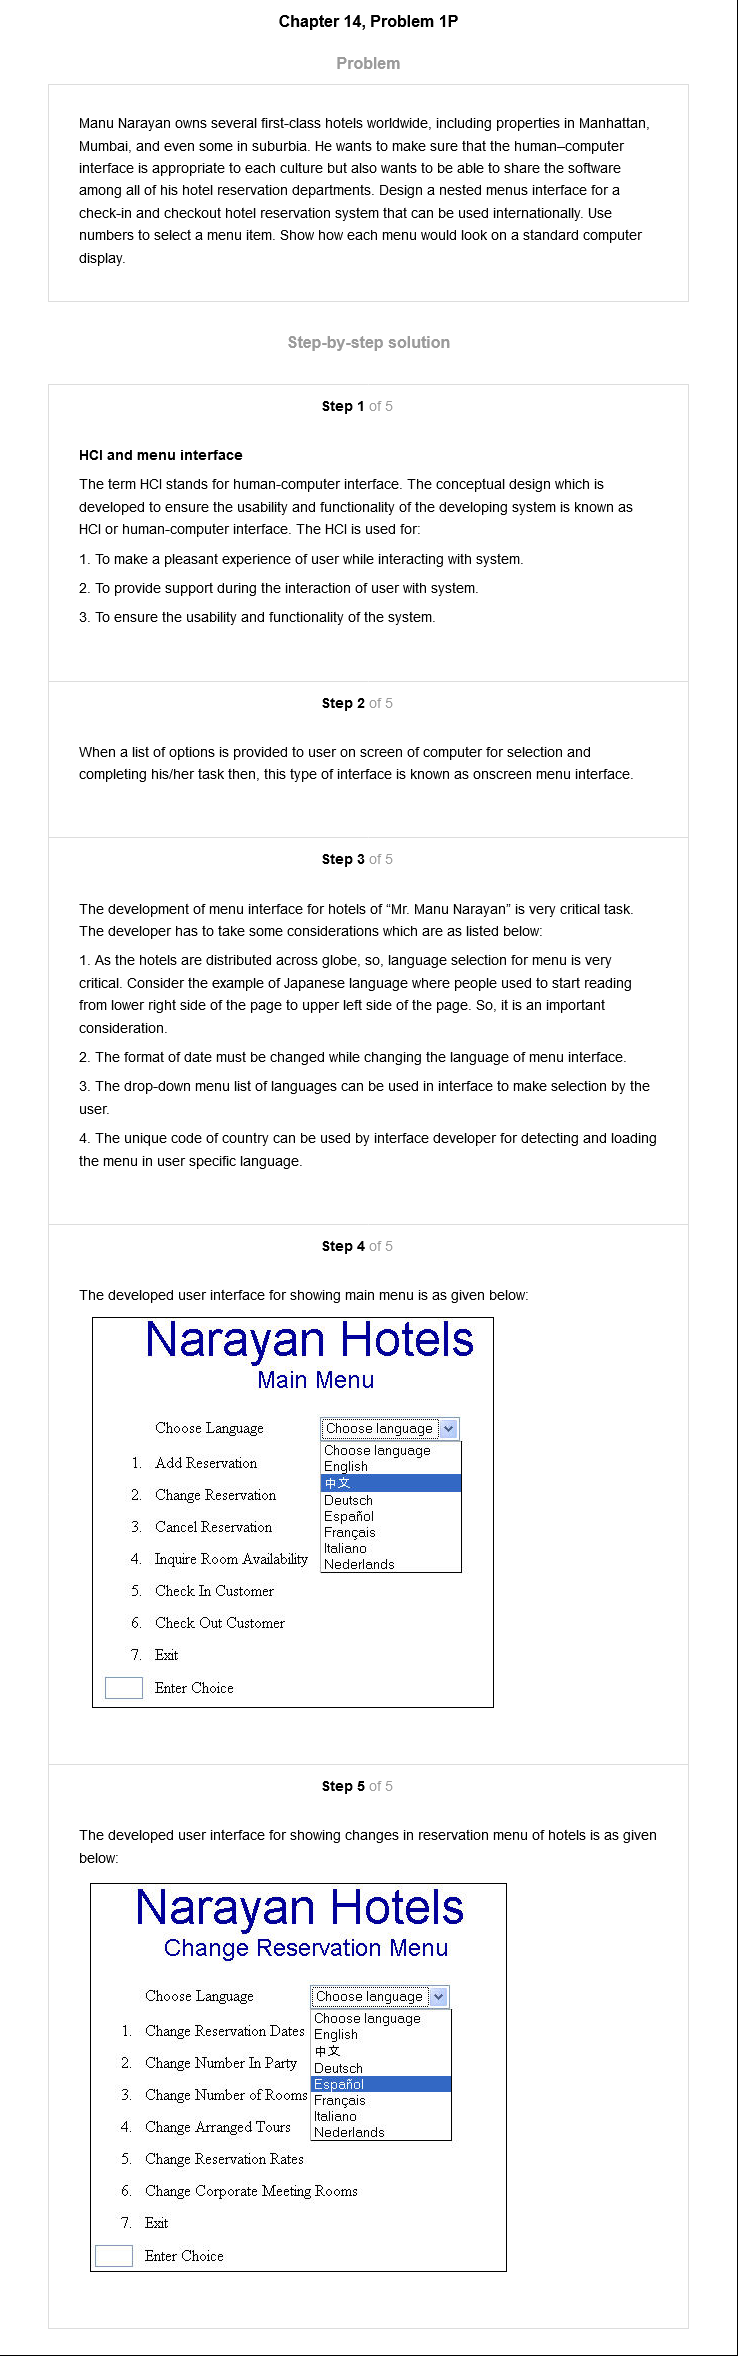 Chapter 14, Problem 1P
Problem
Manu Narayan owns several first-class hotels worldwide, including properties in Manhattan,
Mumbai, and even some in suburbia. He wants to make sure that the human–computer
interface is appropriate to each culture but also wants to be able to share the software
among all of his hotel reservation departments. Design a nested menus interface for a
check-in and checkout hotel reservation system that can be used internationally. Use
numbers to select a menu item. Show how each menu would look on a standard computer
display.
Step-by-step solution
Step 1 of 5
HCI and menu interface
The term HCI stands for human-computer interface. The conceptual design which is
developed to ensure the usability and functionality of the developing system is known as
HCI or human-computer interface. The HCI is used for:
1. To make a pleasant experience of user while interacting with system.
2. To provide support during the interaction of user with system.
3. To ensure the usability and functionality of the system.
Step 2 of 5
When a list of options is provided to user on screen of computer for selection and
completing his/her task then, this type of interface is known as onscreen menu interface.
Step 3 of 5
The development of menu interface for hotels of “Mr. Manu Narayan” is very critical task.
The developer has to take some considerations which are as listed below:
1. As the hotels are distributed across globe, so, language selection for menu is very
critical. Consider the example of Japanese language where people used to start reading
from lower right side of the page to upper left side of the page. So, it is an important
consideration.
2. The format of date must be changed while changing the language of menu interface.
3. The drop-down menu list of languages can be used in interface to make selection by the
user.
4. The unique code of country can be used by interface developer for detecting and loading
the menu in user specific language.
Step 4 of 5
The developed user interface for showing main menu is as given below:
Narayan Hotels
Main Menu
Choose Language Choose language
Choose language
1. Add Reservation English
中文
2. Change Reservation Deutsch
Español
3. Cancel Reservation Français
Italiano
4. Inquire Room Availability Nederlands
5. Check In Customer
6. Check Out Customer
7. Exit
Enter Choice
Step 5 of 5
The developed user interface for showing changes in reservation menu of hotels is as given
below:
Narayan Hotels
Change Reservation Menu
Choose Language Choose language
Choose language
1. Change Reservation Dates English
中文
2. Change Number In Party Deutsch
Español
3. Change Number of Rooms Français
Italiano
4. Change Arranged Tours Nederlands
5. Change Reservation Rates
6. Change Corporate Meeting Rooms
7. Exit
Enter Choice